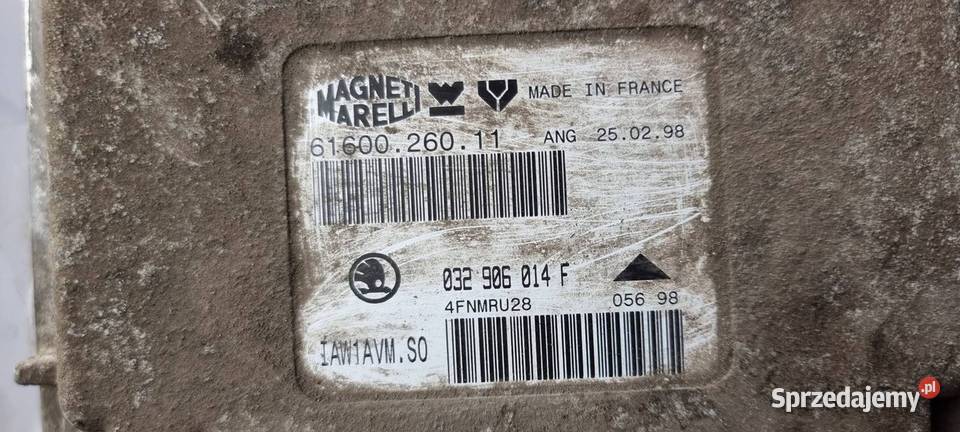 MAGNETI
MARELLI
MADE IN FRANCE
61600.260.11 ANG 25.02.98
032 906 014 F
4FNMRU28 056 98
IAW1AVM.S0
Sprzedajemy.pl